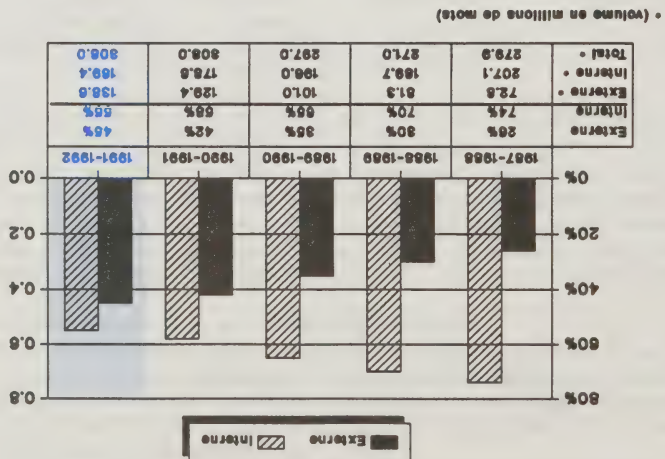 Externe Interne
80% 0.8
60% 0.6
40% 0.4
20% 0.2
0% 0.0
1987-1988 1988-1989 1989-1990 1990-1991 1991-1992
Externe 26% 30% 35% 42% 45%
Interne 74% 70% 65% 58% 55%
Externe * 72.8 81.3 101.0 129.4 138.6
Interne * 207.1 189.7 196.0 178.6 169.4
Total * 279.9 271.0 297.0 308.0 308.0
* (volume en millions de mots)